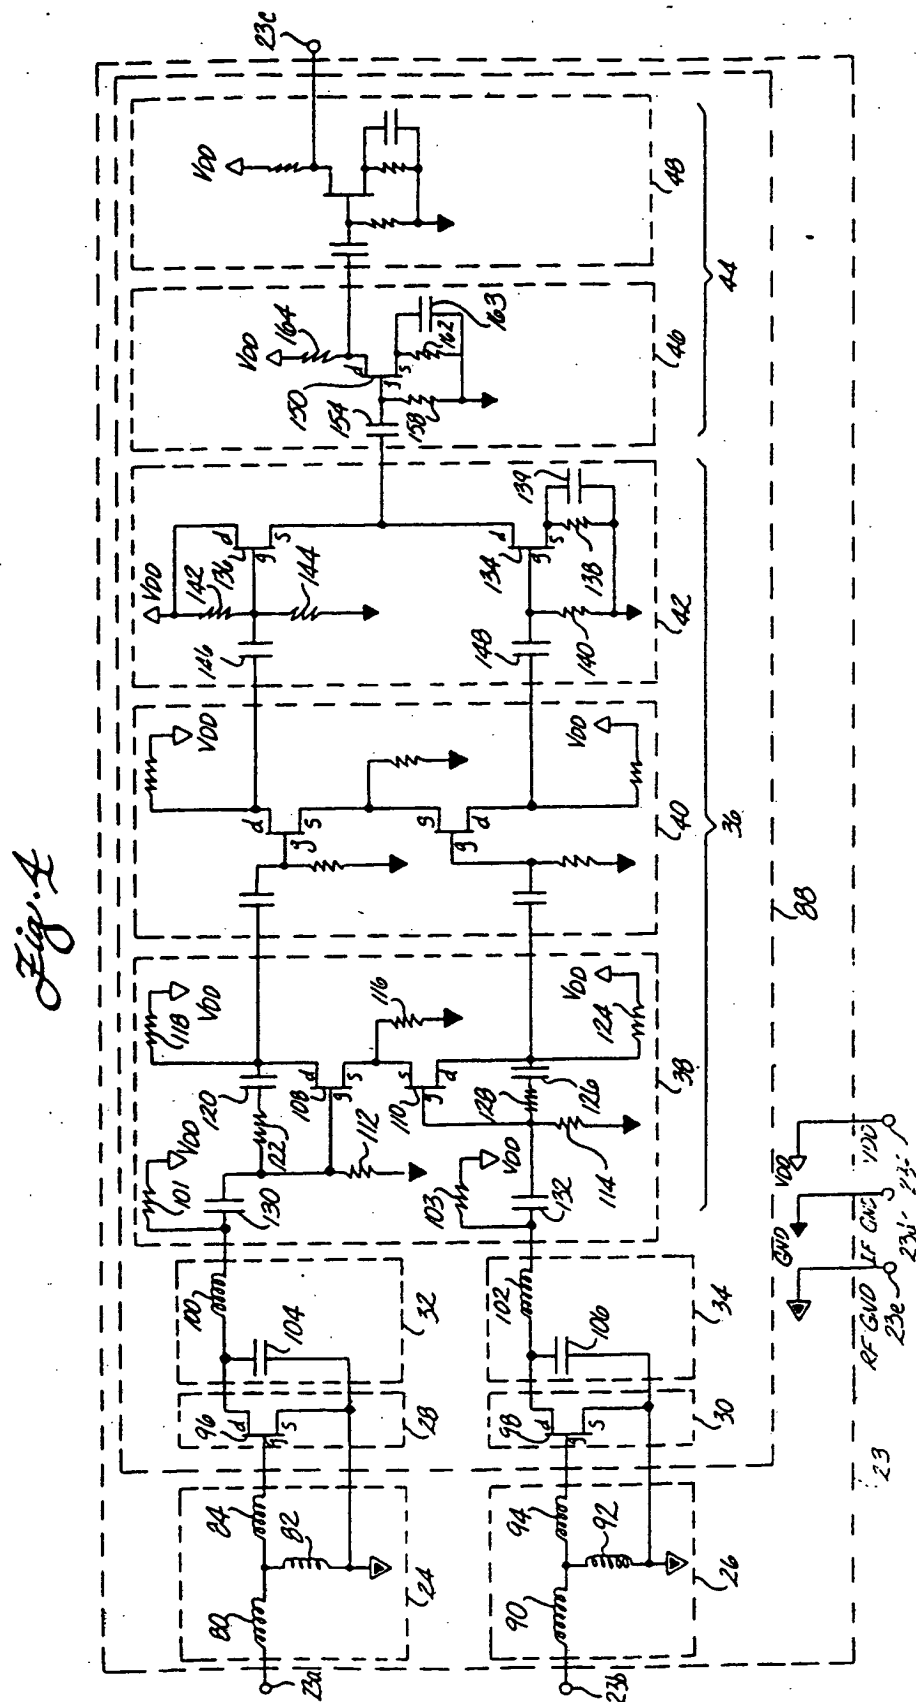 Fig. 4
23a
23b
23c
80
84
82
24
90
94
92
26
96
d
g
s
28
98
d
g
s
30
100
104
32
102
106
34
101
VDD
130
103
VDD
132
118
VDD
120
122
108
d
g
s
112
116
110
s
g
d
128
126
114
VDD
124
38
VDD
d
g
s
g
g
d
VDD
40
VDD
142
136
d
g
s
144
146
134
d
g
s
139
138
148
140
42
36
VDD
164
150
d
g
s
154
158
162
163
46
VDD
48
44
88
23
VDD
GND
VDD
IF GND
RF GND
23d
23e